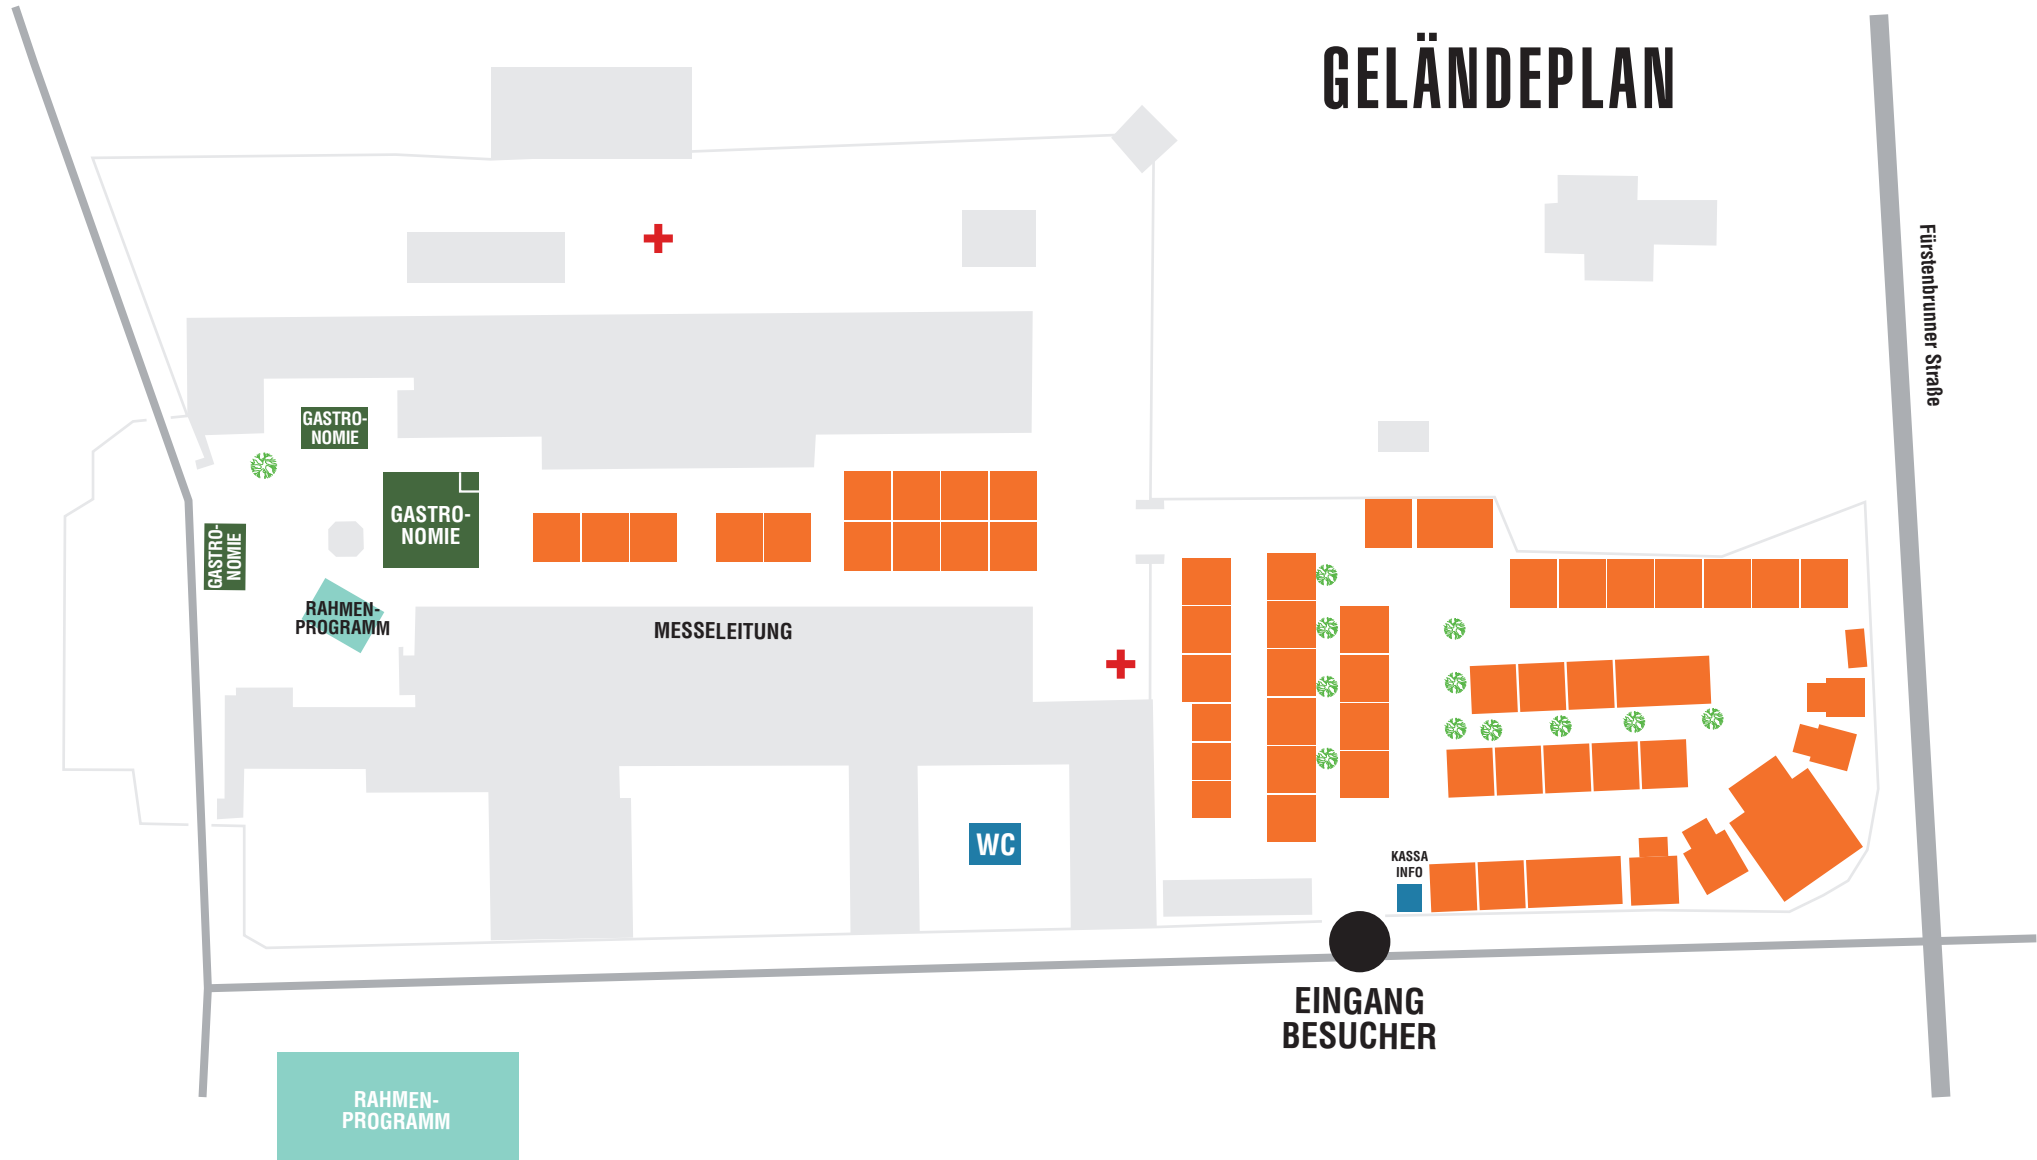 GELÄNDEPLAN
Fürstenbrunner Straße
GASTRO-
NOMIE
GASTRO-
NOMIE
GASTRO-
NOMIE
RAHMEN-
PROGRAMM
MESSELEITUNG
WC
KASSA
INFO
EINGANG
BESUCHER
RAHMEN-
PROGRAMM